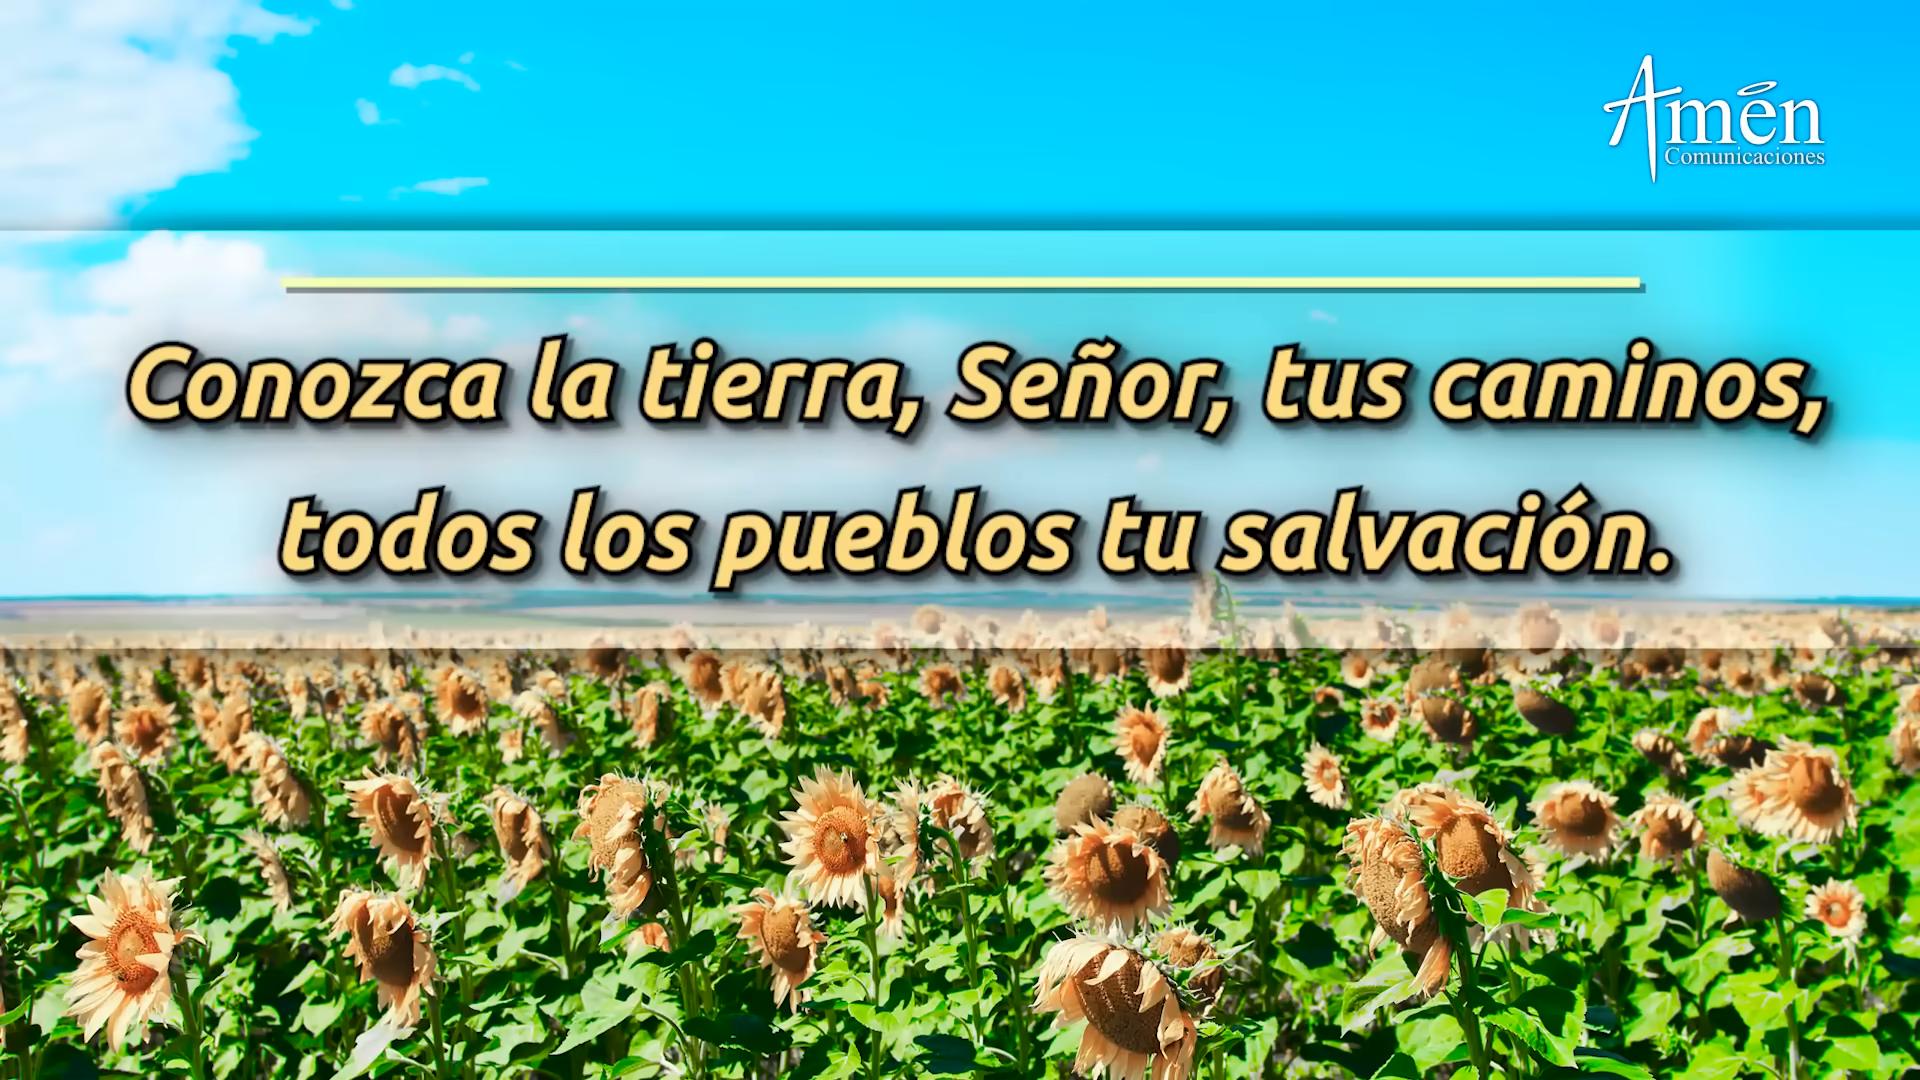 Amén
Comunicaciones
Conozca la tierra, Señor, tus caminos,
todos los pueblos tu salvación.